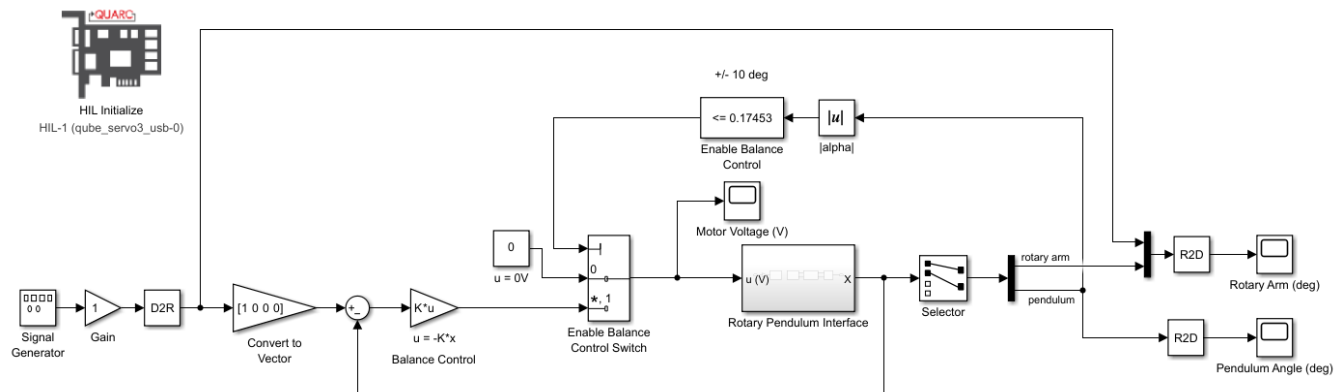 QUARC
HIL Initialize
HIL-1 (qube_servo3_usb-0)
+/- 10 deg
<= 0.17453
|u|
Enable Balance
Control
|alpha|
Motor Voltage (V)
0
u = 0V
0
*, 1
Enable Balance
Control Switch
u (V)
X
Rotary Pendulum Interface
Selector
rotary arm
pendulum
R2D
Rotary Arm (deg)
R2D
Pendulum Angle (deg)
Signal
Generator
1
Gain
D2R
[1 0 0 0]
Convert to
Vector
+
−
K*u
u = -K*x
Balance Control